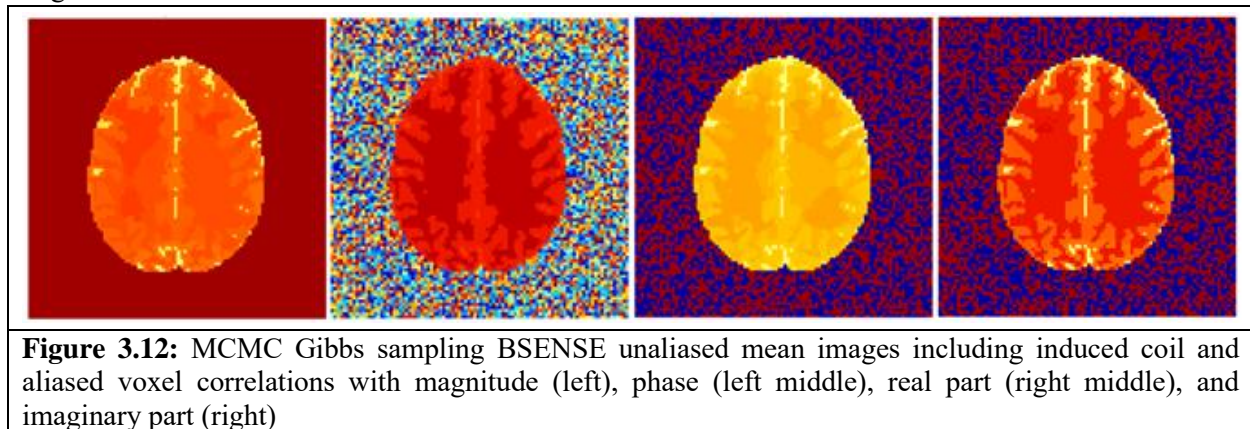 Figure 3.12: MCMC Gibbs sampling BSENSE unaliased mean images including induced coil and
aliased voxel correlations with magnitude (left), phase (left middle), real part (right middle), and
imaginary part (right)